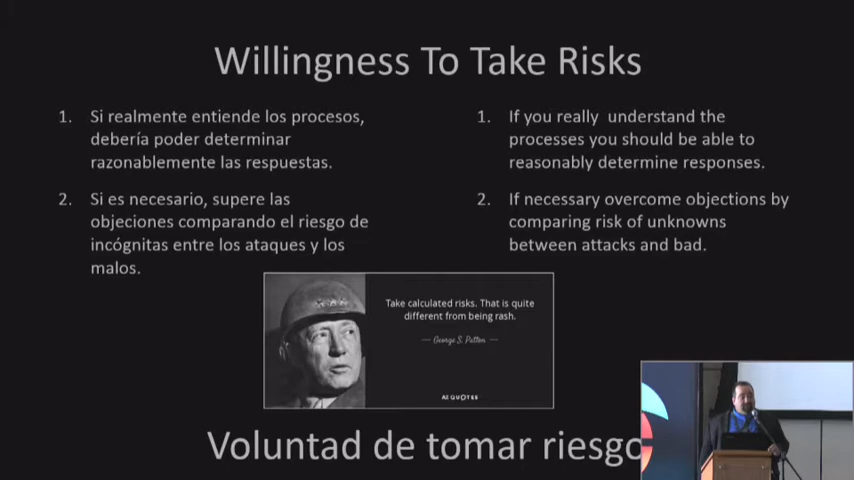 Willingness To Take Risks
1. Si realmente entiende los procesos,
debería poder determinar
razonablemente las respuestas.
2. Si es necesario, supere las
objeciones comparando el riesgo de
incógnitas entre los ataques y los
malos.
1. If you really understand the
processes you should be able to
reasonably determine responses.
2. If necessary overcome objections by
comparing risk of unknowns
between attacks and bad.
Take calculated risks. That is quite
different from being rash.
— George S. Patton —
AZ QUOTES
Voluntad de tomar riesgo